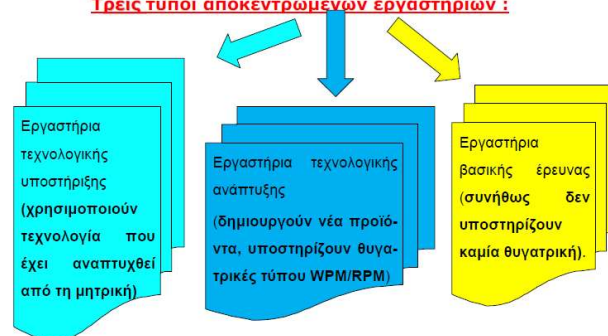 Τρεις τύποι αποκεντρωμένων εργαστηρίων :
Εργαστήρια
τεχνολογικής
υποστήριξης
(χρησιμοποιούν
τεχνολογία που
έχει αναπτυχθεί
από τη μητρική)
Εργαστήρια τεχνολογικής
ανάπτυξης
(δημιουργούν νέα προϊό-
ντα, υποστηρίζουν θυγα-
τρικές τύπου WPM/RPM)
Εργαστήρια
βασικής έρευνας
(συνήθως δεν
υποστηρίζουν
καμία θυγατρική).